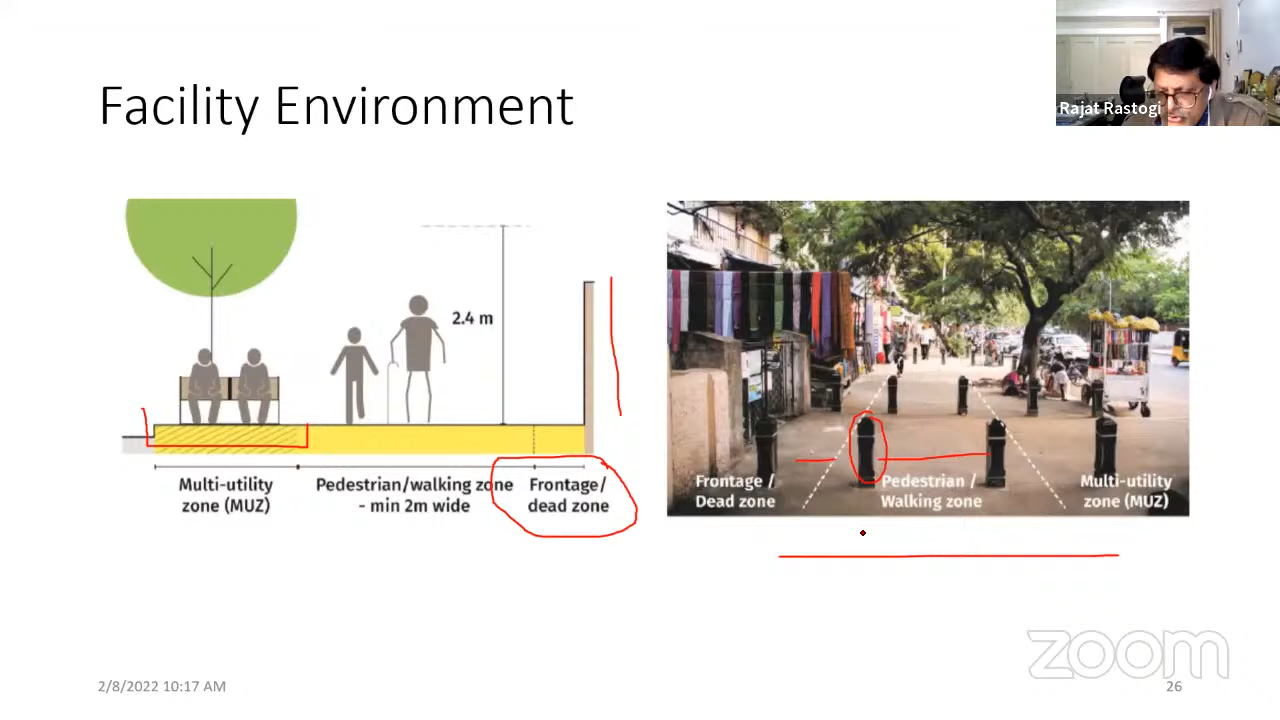 Rajat Rastogi
Facility Environment
2.4 m
Multi-utility
zone (MUZ)
Pedestrian/walking zone
- min 2m wide
Frontage/
dead zone
Frontage /
Dead zone
Pedestrian /
Walking zone
Multi-utility
zone (MUZ)
zoom
2/8/2022 10:17 AM
26